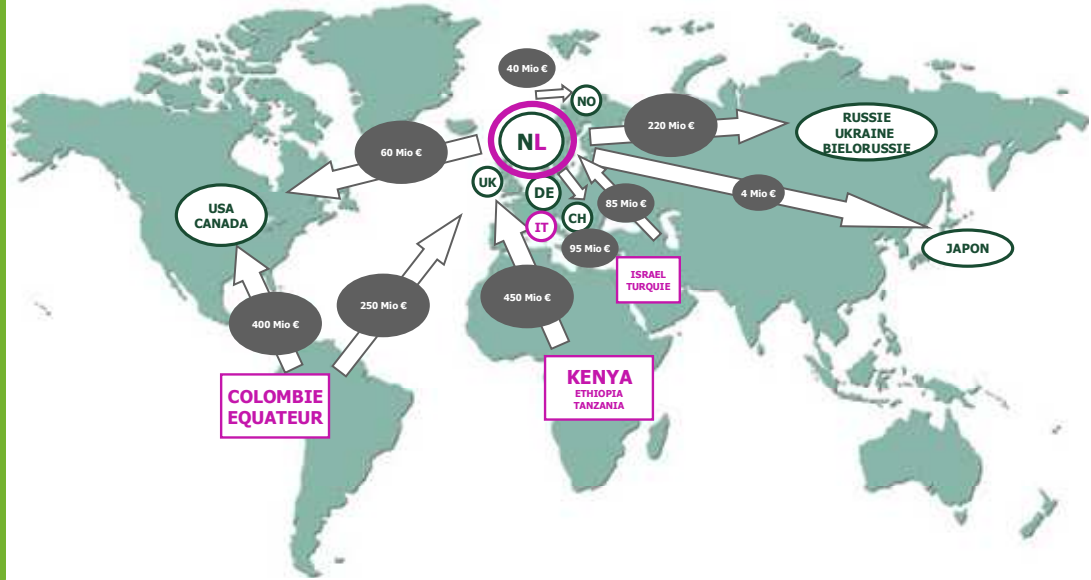 40 Mio €
NO
NL
220 Mio €
RUSSIE
UKRAINE
BIELORUSSIE
60 Mio €
UK
DE
4 Mio €
USA
CANADA
CH
85 Mio €
IT
95 Mio €
JAPON
ISRAEL
TURQUIE
250 Mio €
450 Mio €
400 Mio €
COLOMBIE
EQUATEUR
KENYA
ETHIOPIA
TANZANIA